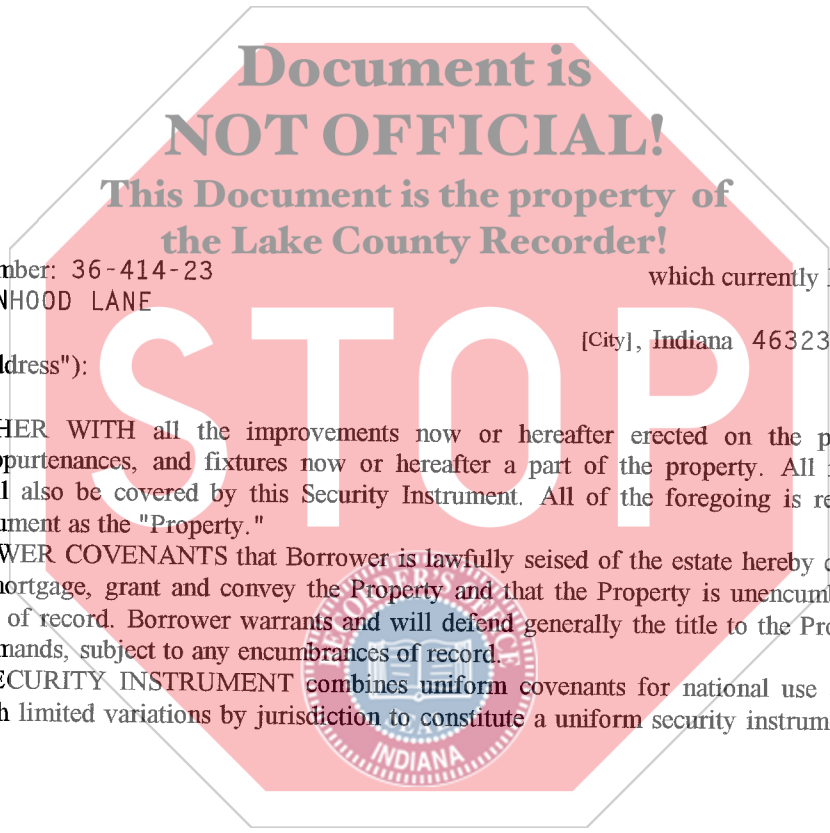 Document is
NOT OFFICIAL!
This Document is the property of
the Lake County Recorder!
mber: 36-414-23
which currently
NHOOD LANE
STOP
[City], Indiana 46323
ddress"):
HER WITH all the improvements now or hereafter erected on the p
ppurtenances, and fixtures now or hereafter a part of the property. All
l also be covered by this Security Instrument. All of the foregoing is re
ument as the "Property."
WER COVENANTS that Borrower is lawfully seised of the estate hereby
ortgage, grant and convey the Property and that the Property is unencumb
of record. Borrower warrants and will defend generally the title to the Pro
mands, subject to any encumbrances of record.
ECURITY INSTRUMENT combines uniform covenants for national use
h limited variations by jurisdiction to constitute a uniform security instrum
RECORDER'S OFFICE
SEAL
INDIANA